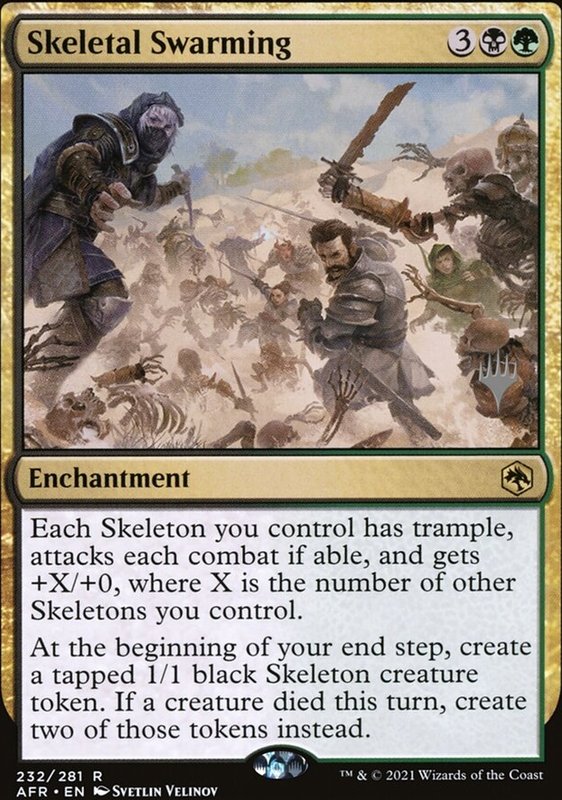 Skeletal Swarming 3
Enchantment
Each Skeleton you control has trample,
attacks each combat if able, and gets
+X/+0, where X is the number of other
Skeletons you control.
At the beginning of your end step, create
a tapped 1/1 black Skeleton creature
token. If a creature died this turn, create
two of those tokens instead.
232/281 R
AFR • EN Svetlin Velinov
™ & © 2021 Wizards of the Coast